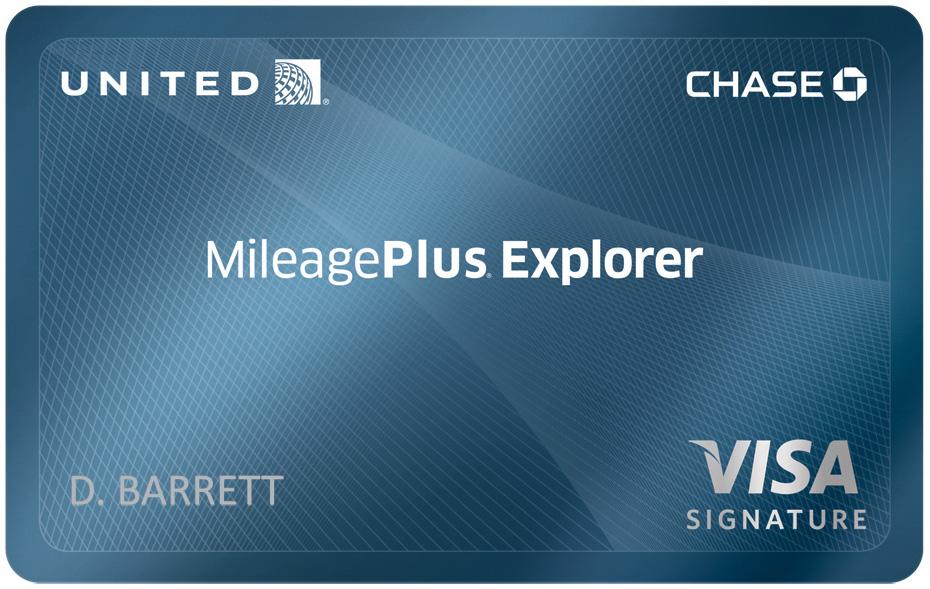 UNITED ®
CHASE
MileagePlus® Explorer
D. BARRETT
VISA
SIGNATURE